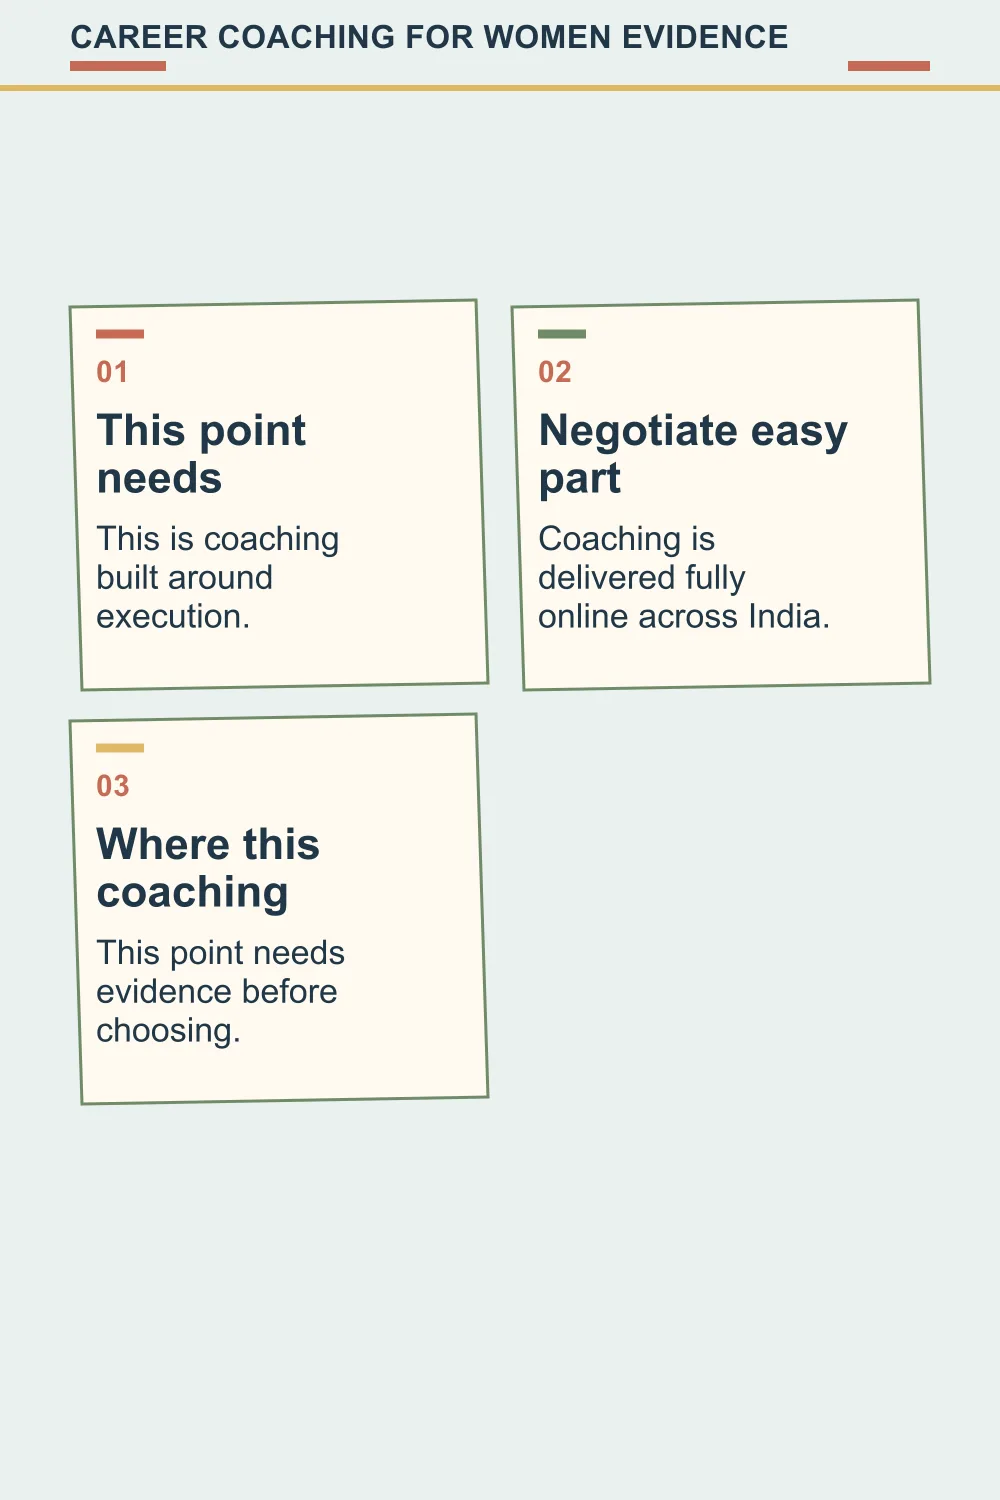 CAREER COACHING FOR WOMEN EVIDENCE
01
This point
needs
This is coaching
built around
execution.
02
Negotiate easy
part
Coaching is
delivered fully
online across India.
03
Where this
coaching
This point needs
evidence before
choosing.